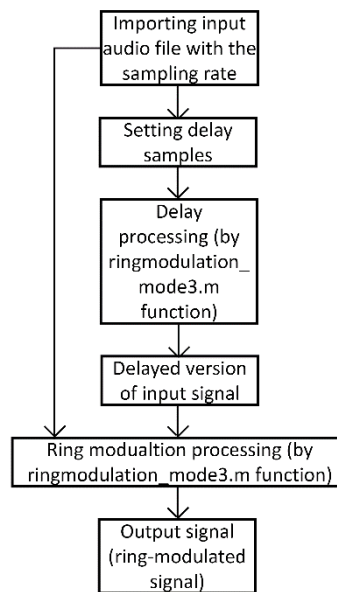 Importing input
audio file with the
sampling rate
Setting delay
samples
Delay
processing (by
ringmodulation_
mode3.m
function)
Delayed version
of input signal
Ring modualtion processing (by
ringmodulation_mode3.m function)
Output signal
(ring-modulated
signal)